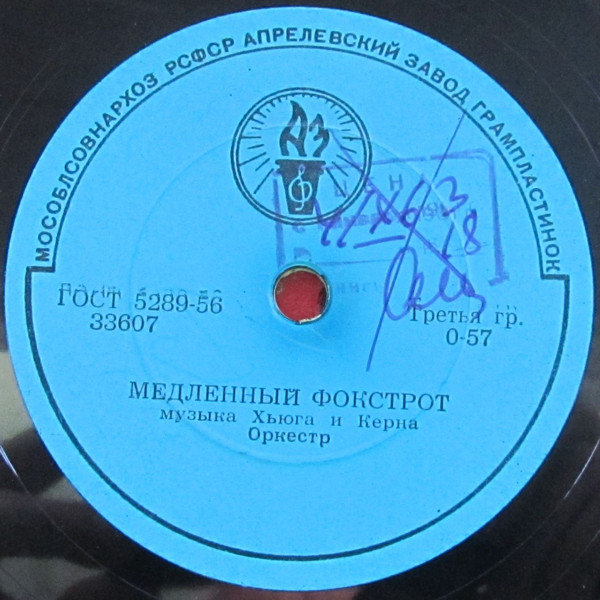 МОСОБЛСОВНАРХОЗ РСФСР АПРЕЛЕВСКИЙ ЗАВОД ГРАМПЛАСТИНОК
АЗ
ГОСТ 5289-56
33607
Третья гр.
0-57
МЕДЛЕННЫЙ ФОКСТРОТ
музыка Хьюга и Керна
Оркестр